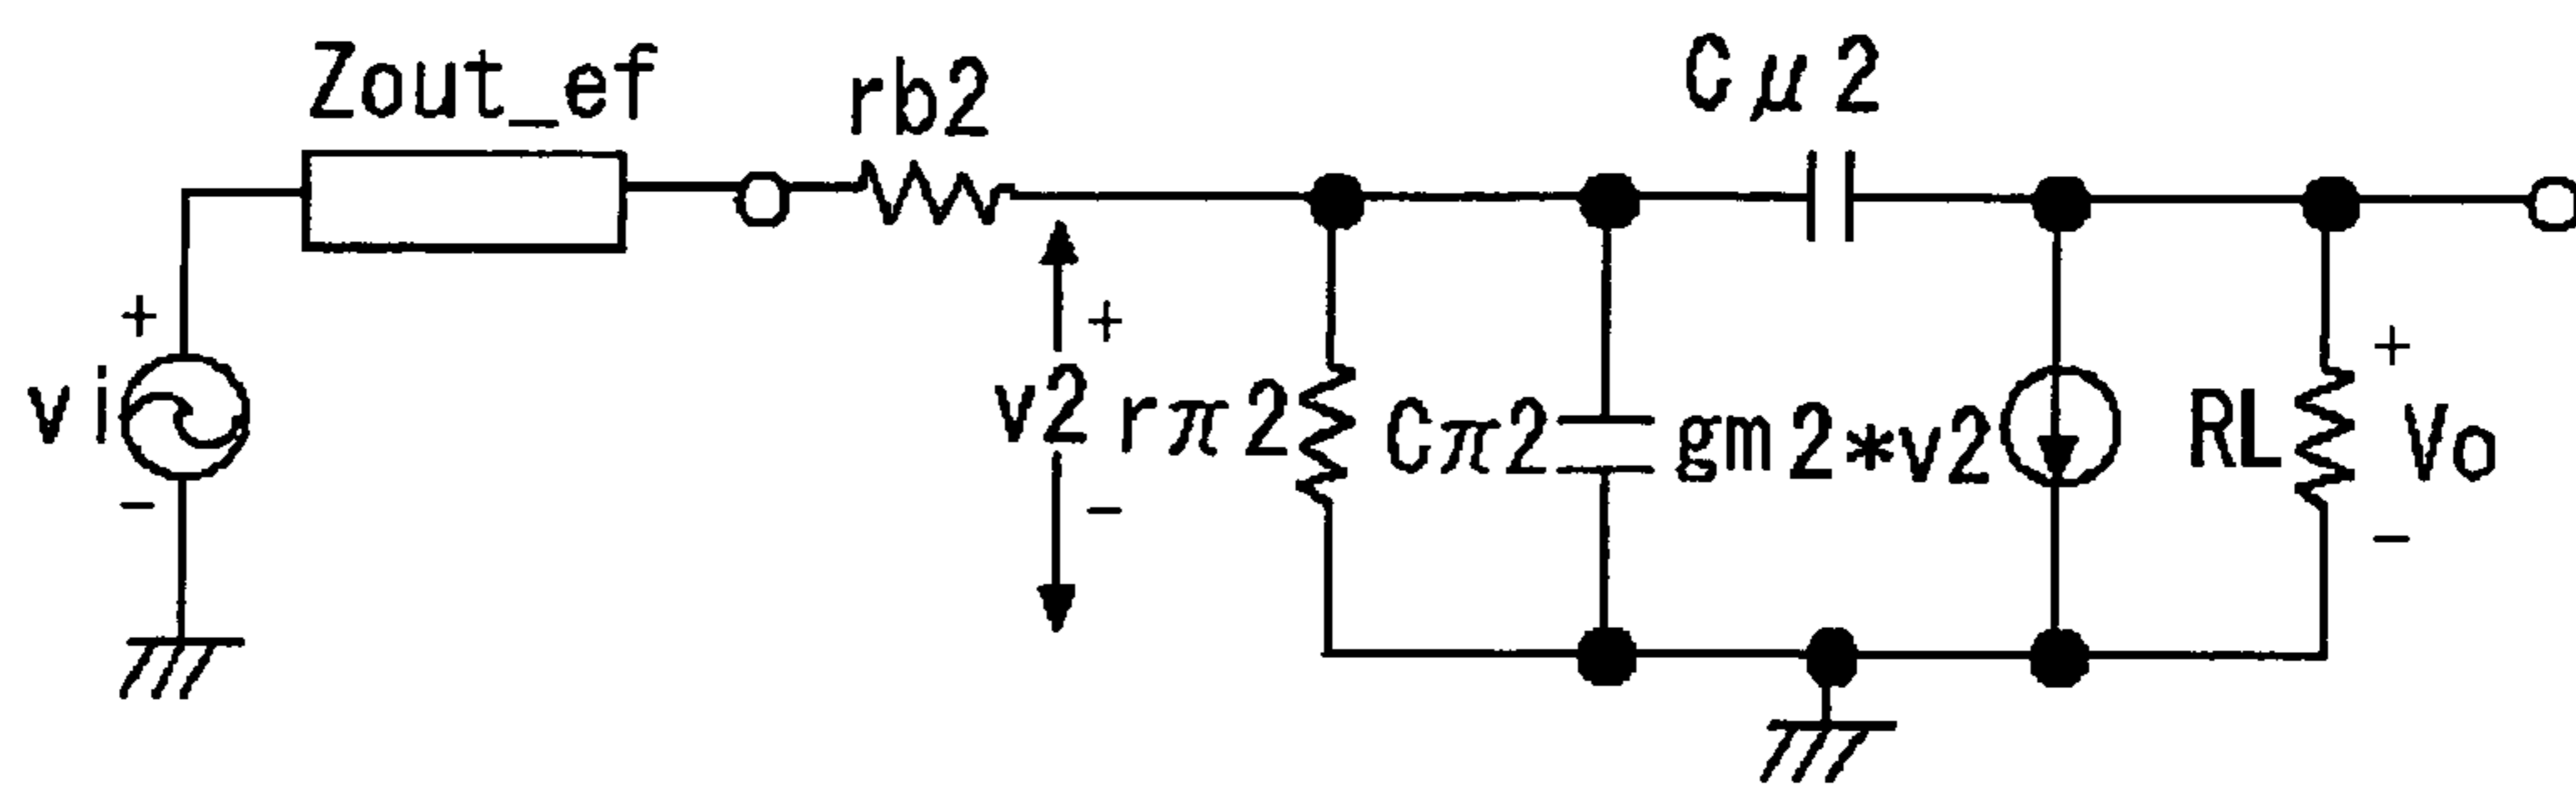 Zout_ef
rb2
Cμ2
+
vi
−
+
v2
−
rπ2
Cπ2
gm2*v2
RL
+
Vo
−